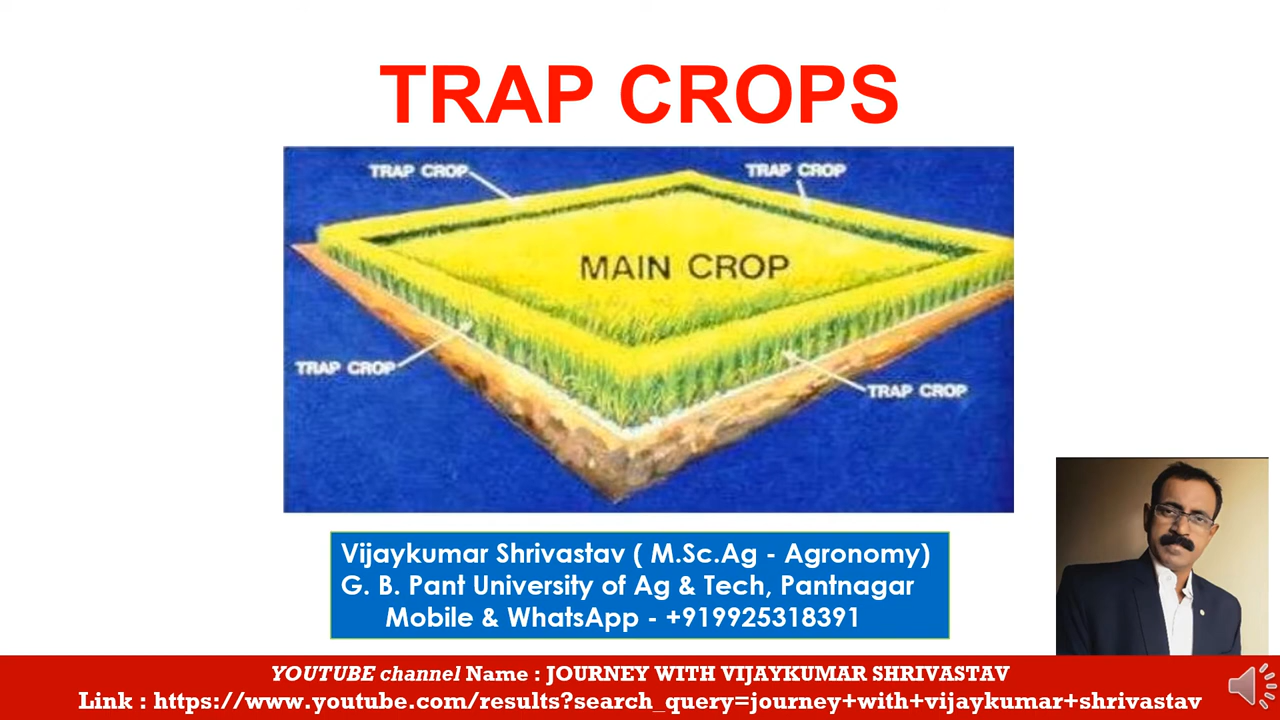 TRAP CROPS
TRAP CROP
TRAP CROP
MAIN CROP
TRAP CROP
TRAP CROP
Vijaykumar Shrivastav ( M.Sc.Ag - Agronomy)
G. B. Pant University of Ag & Tech, Pantnagar
Mobile & WhatsApp - +919925318391
YOUTUBE channel Name : JOURNEY WITH VIJAYKUMAR SHRIVASTAV
Link : https://www.youtube.com/results?search_query=journey+with+vijaykumar+shrivastav